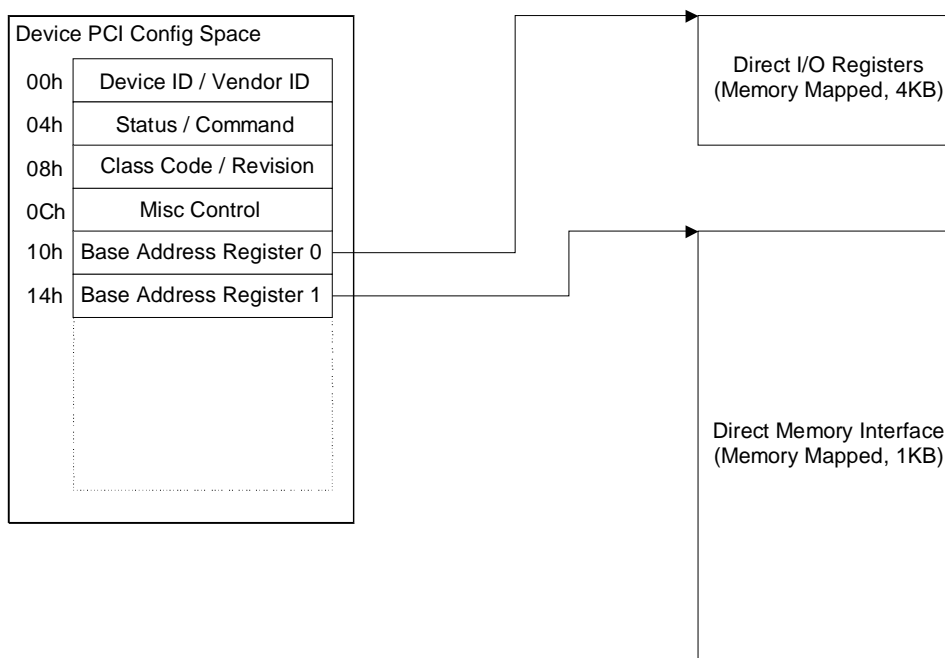 Device PCI Config Space
00h Device ID / Vendor ID
04h Status / Command
08h Class Code / Revision
0Ch Misc Control
10h Base Address Register 0
14h Base Address Register 1
Direct I/O Registers
(Memory Mapped, 4KB)
Direct Memory Interface
(Memory Mapped, 1KB)